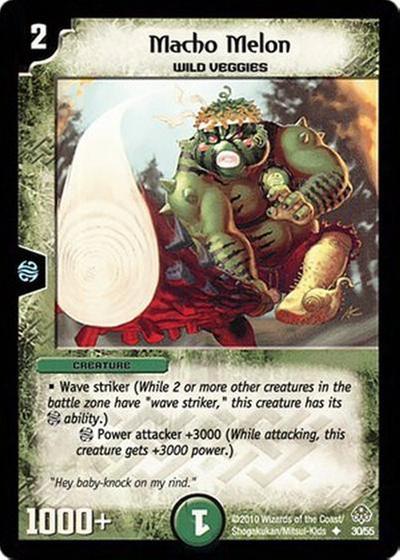 2
Macho Melon
WILD VEGGIES
CREATURE
▪ Wave striker (While 2 or more other creatures in the
battle zone have "wave striker," this creature has its
ability.)
Power attacker +3000 (While attacking, this
creature gets +3000 power.)
"Hey baby-knock on my rind."
1000+
1
©2010 Wizards of the Coast/
Shogakukan/Mitsui-Kids ✦ 30/55